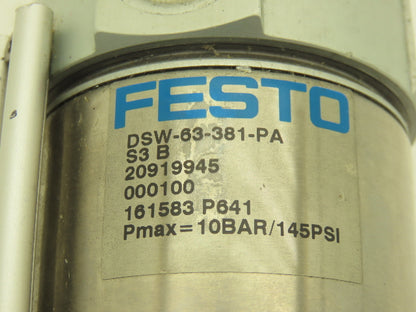 FESTO
DSW-63-381-PA
S3 B
20919945
000100
161583 P641
Pmax=10BAR/145PSI